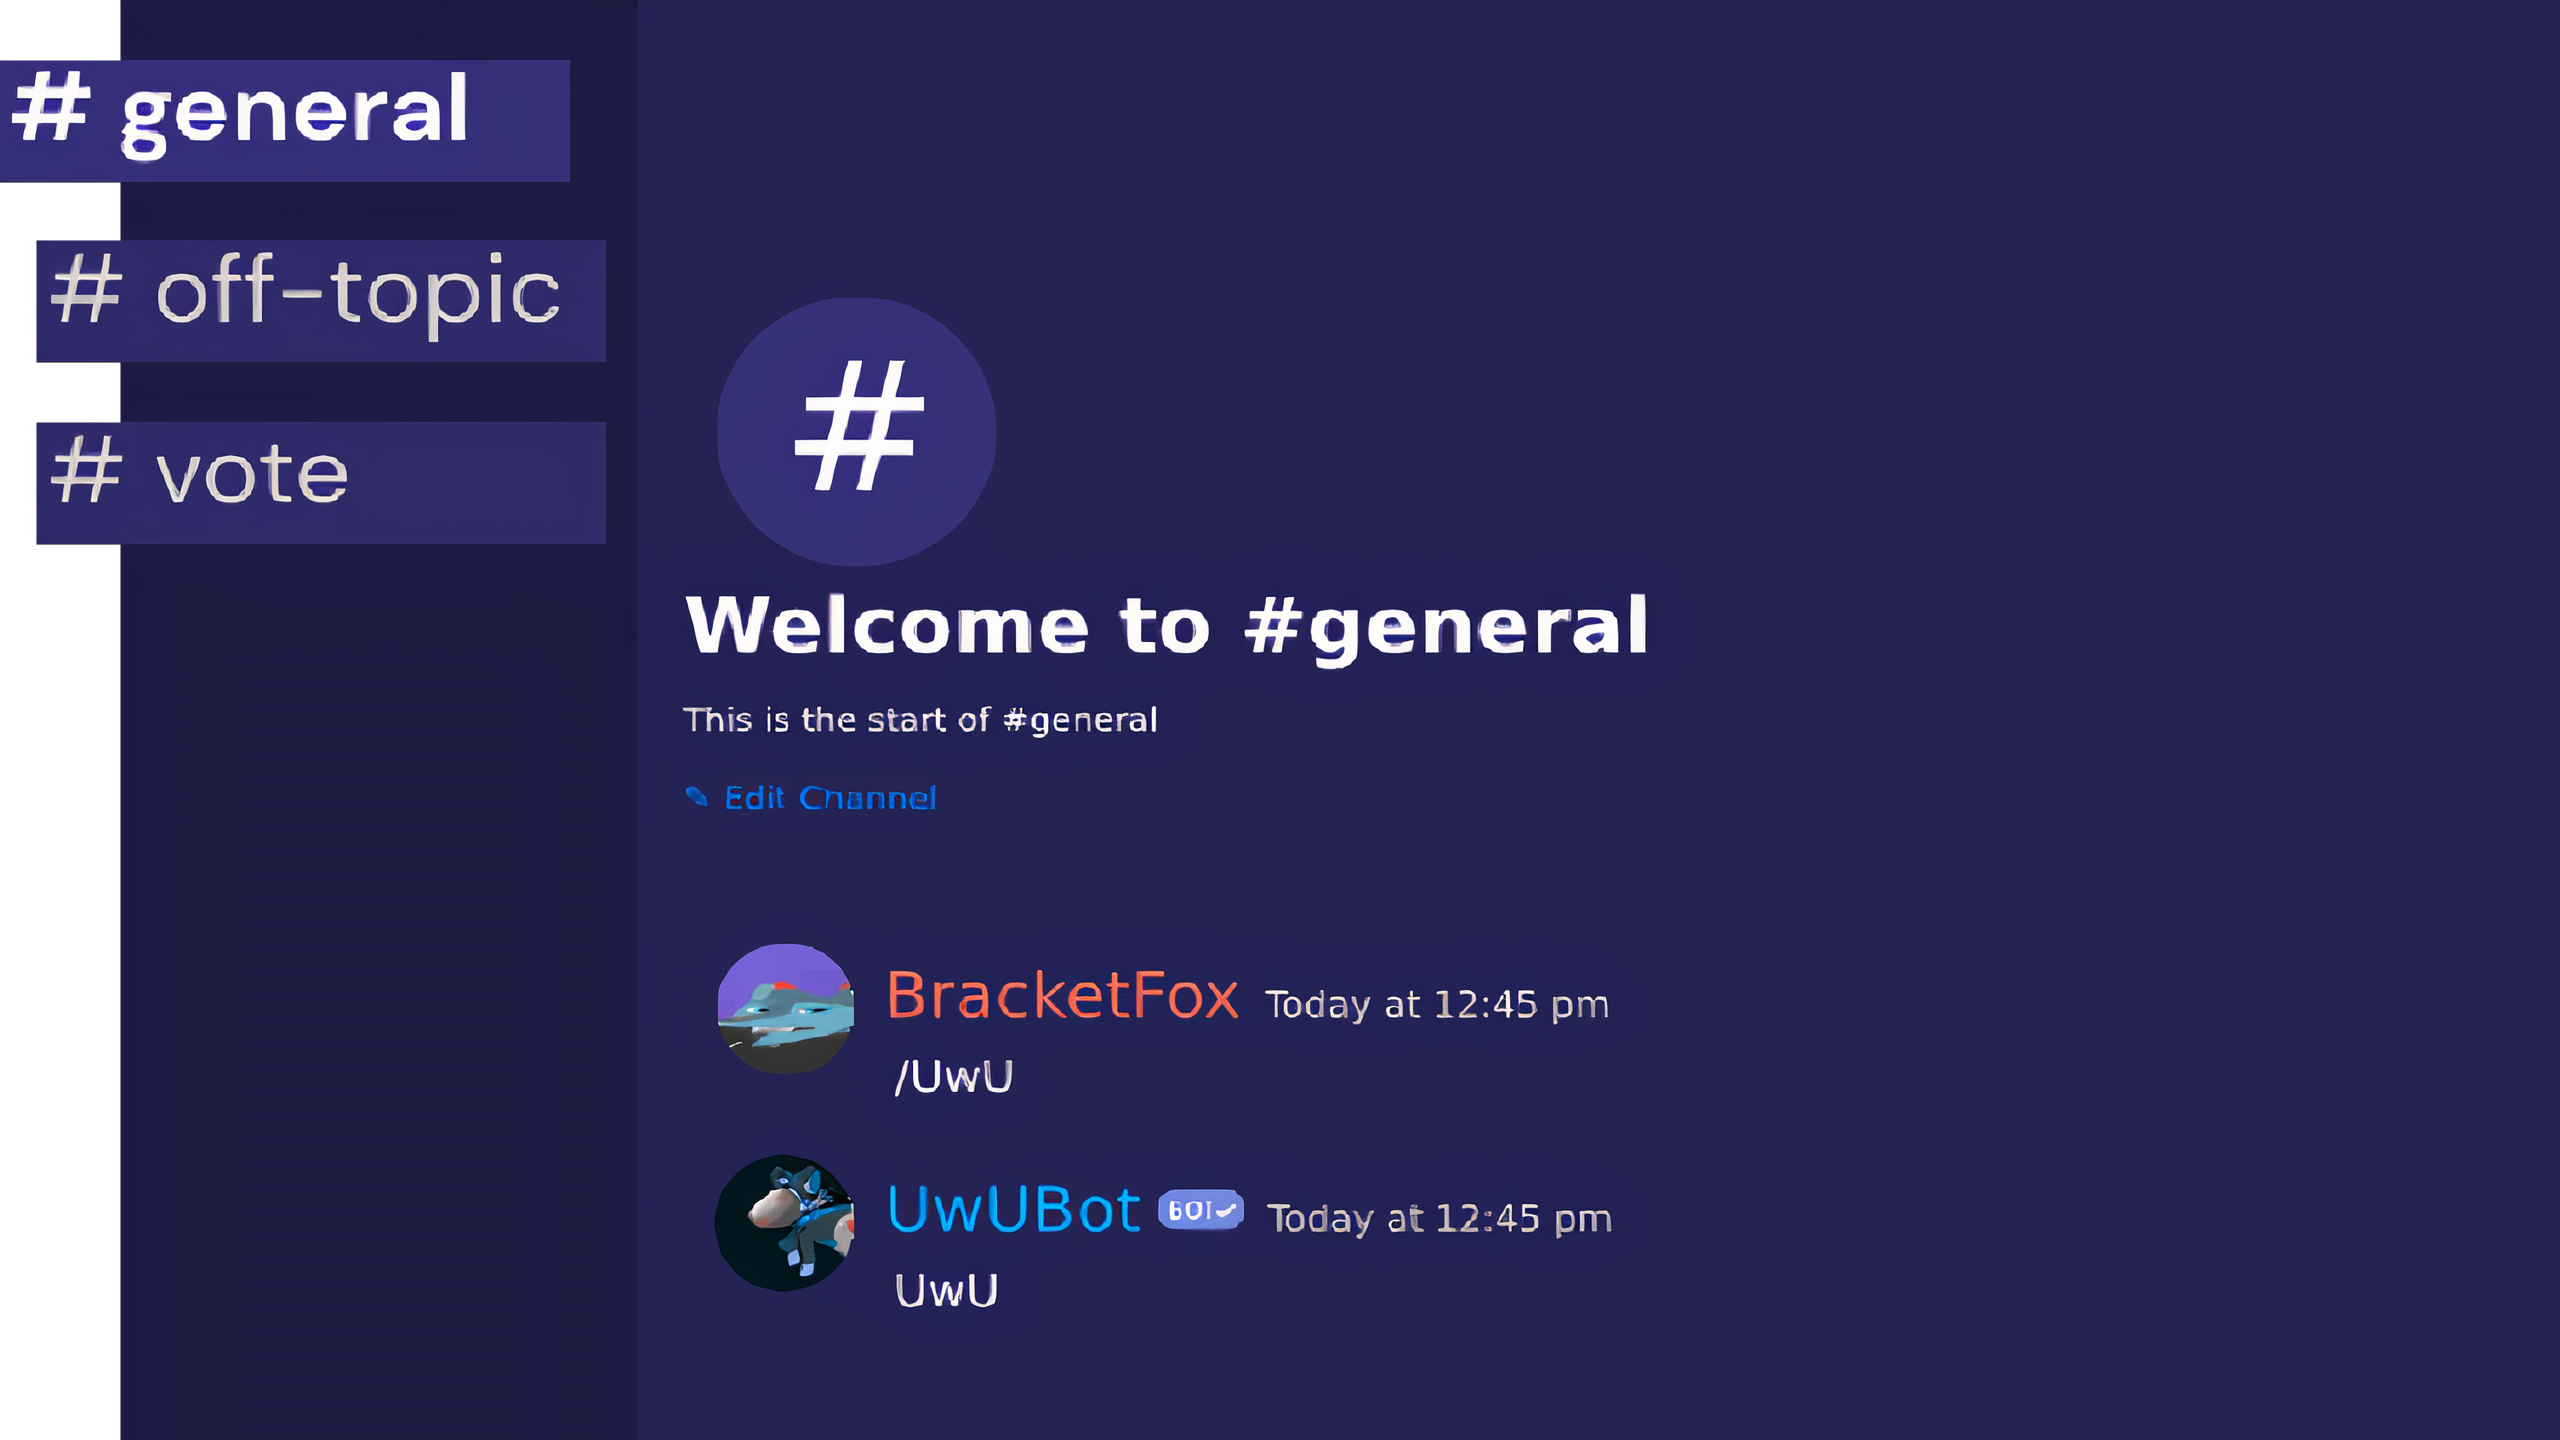 # general
# off-topic
# vote
#
Welcome to #general
This is the start of #general
✎ Edit Channel
BracketFox Today at 12:45 pm
/UwU
UwUBot BOT✓ Today at 12:45 pm
UwU